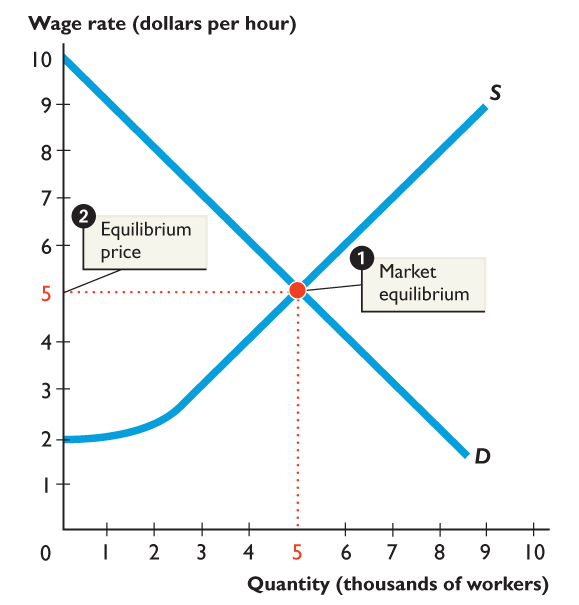 Wage rate (dollars per hour)
10
9
8
7
6
5
4
3
2
1
0
S
D
2
Equilibrium
price
1
Market
equilibrium
1 2 3 4 5 6 7 8 9 10
Quantity (thousands of workers)